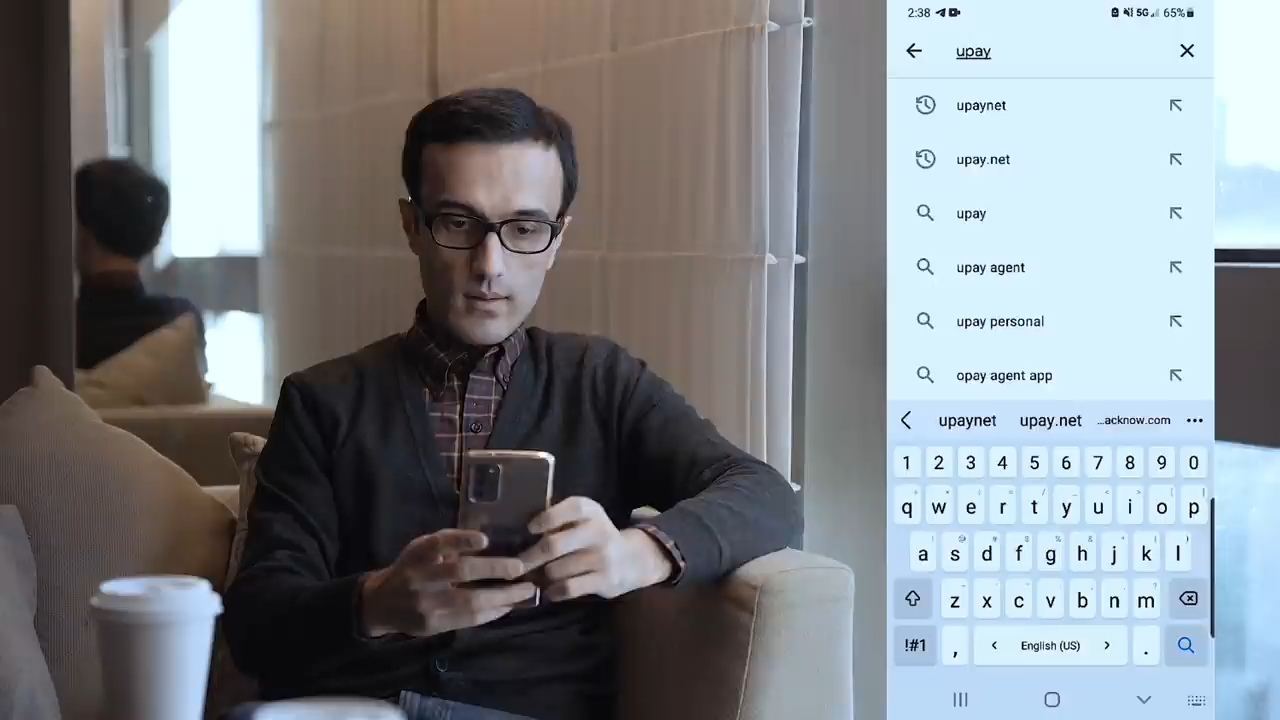 2:38 5G 65%
upay
upaynet
upay.net
upay
upay agent
upay personal
opay agent app
upaynet upay.net ...acknow.com
1 2 3 4 5 6 7 8 9 0
q w e r t y u i o p
a s d f g h j k l
z x c v b n m
!#1 , < English (US) > .